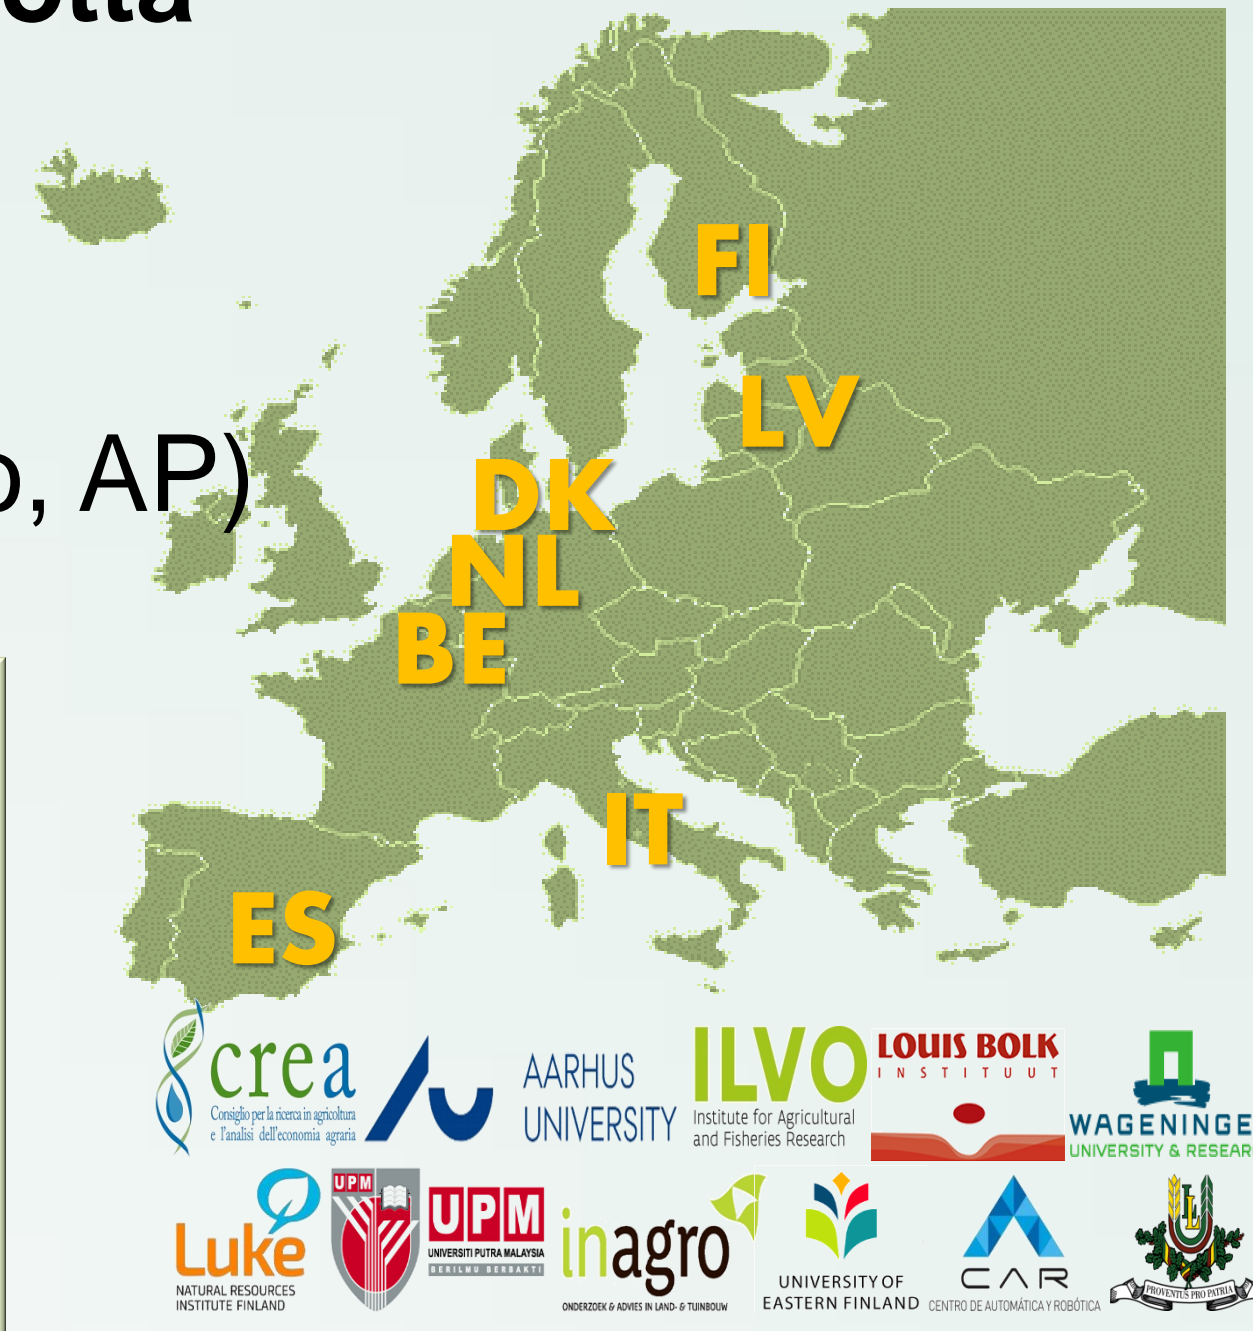 otta
o, AP)
FI
LV
DK
NL
BE
IT
ES
crea
Consiglio per la ricerca in agricoltura
e l'analisi dell'economia agraria
AARHUS
UNIVERSITY
ILVO
Institute for Agricultural
and Fisheries Research
LOUIS BOLK
INSTITUUT
WAGENINGE
UNIVERSITY & RESEAR
Luke
NATURAL RESOURCES
INSTITUTE FINLAND
UPM
UPM
UNIVERSITI PUTRA MALAYSIA
BERILMU BERBAKTI
inagro
ONDERZOEK & ADVIES IN LAND- & TUINBOUW
UNIVERSITY OF
EASTERN FINLAND
CAR
CENTRO DE AUTOMÁTICA Y ROBÓTICA
PROVENTUS PRO PATRIA